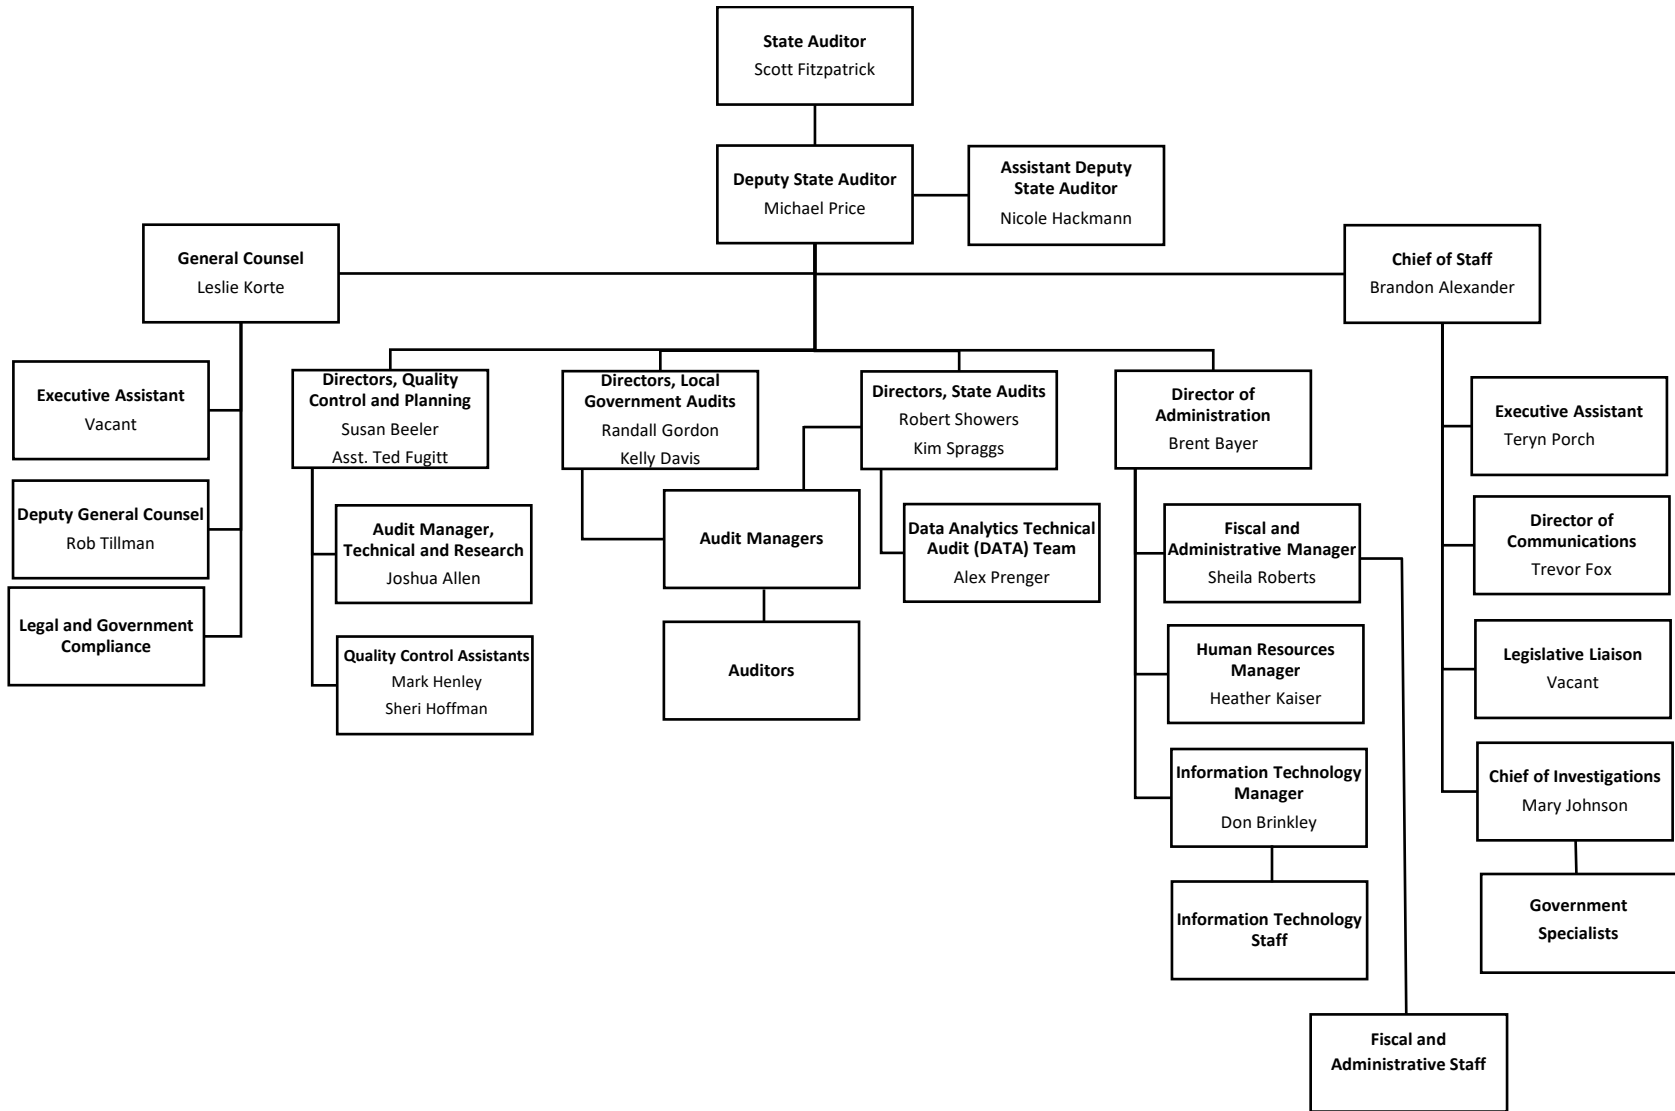 State Auditor
Scott Fitzpatrick
Deputy State Auditor
Michael Price
Assistant Deputy
State Auditor
Nicole Hackmann
General Counsel
Leslie Korte
Chief of Staff
Brandon Alexander
Executive Assistant
Vacant
Deputy General Counsel
Rob Tillman
Legal and Government
Compliance
Directors, Quality
Control and Planning
Susan Beeler
Asst. Ted Fugitt
Audit Manager,
Technical and Research
Joshua Allen
Quality Control Assistants
Mark Henley
Sheri Hoffman
Directors, Local
Government Audits
Randall Gordon
Kelly Davis
Directors, State Audits
Robert Showers
Kim Spraggs
Audit Managers
Auditors
Data Analytics Technical
Audit (DATA) Team
Alex Prenger
Director of
Administration
Brent Bayer
Fiscal and
Administrative Manager
Sheila Roberts
Human Resources
Manager
Heather Kaiser
Information Technology
Manager
Don Brinkley
Information Technology
Staff
Fiscal and
Administrative Staff
Executive Assistant
Teryn Porch
Director of
Communications
Trevor Fox
Legislative Liaison
Vacant
Chief of Investigations
Mary Johnson
Government
Specialists